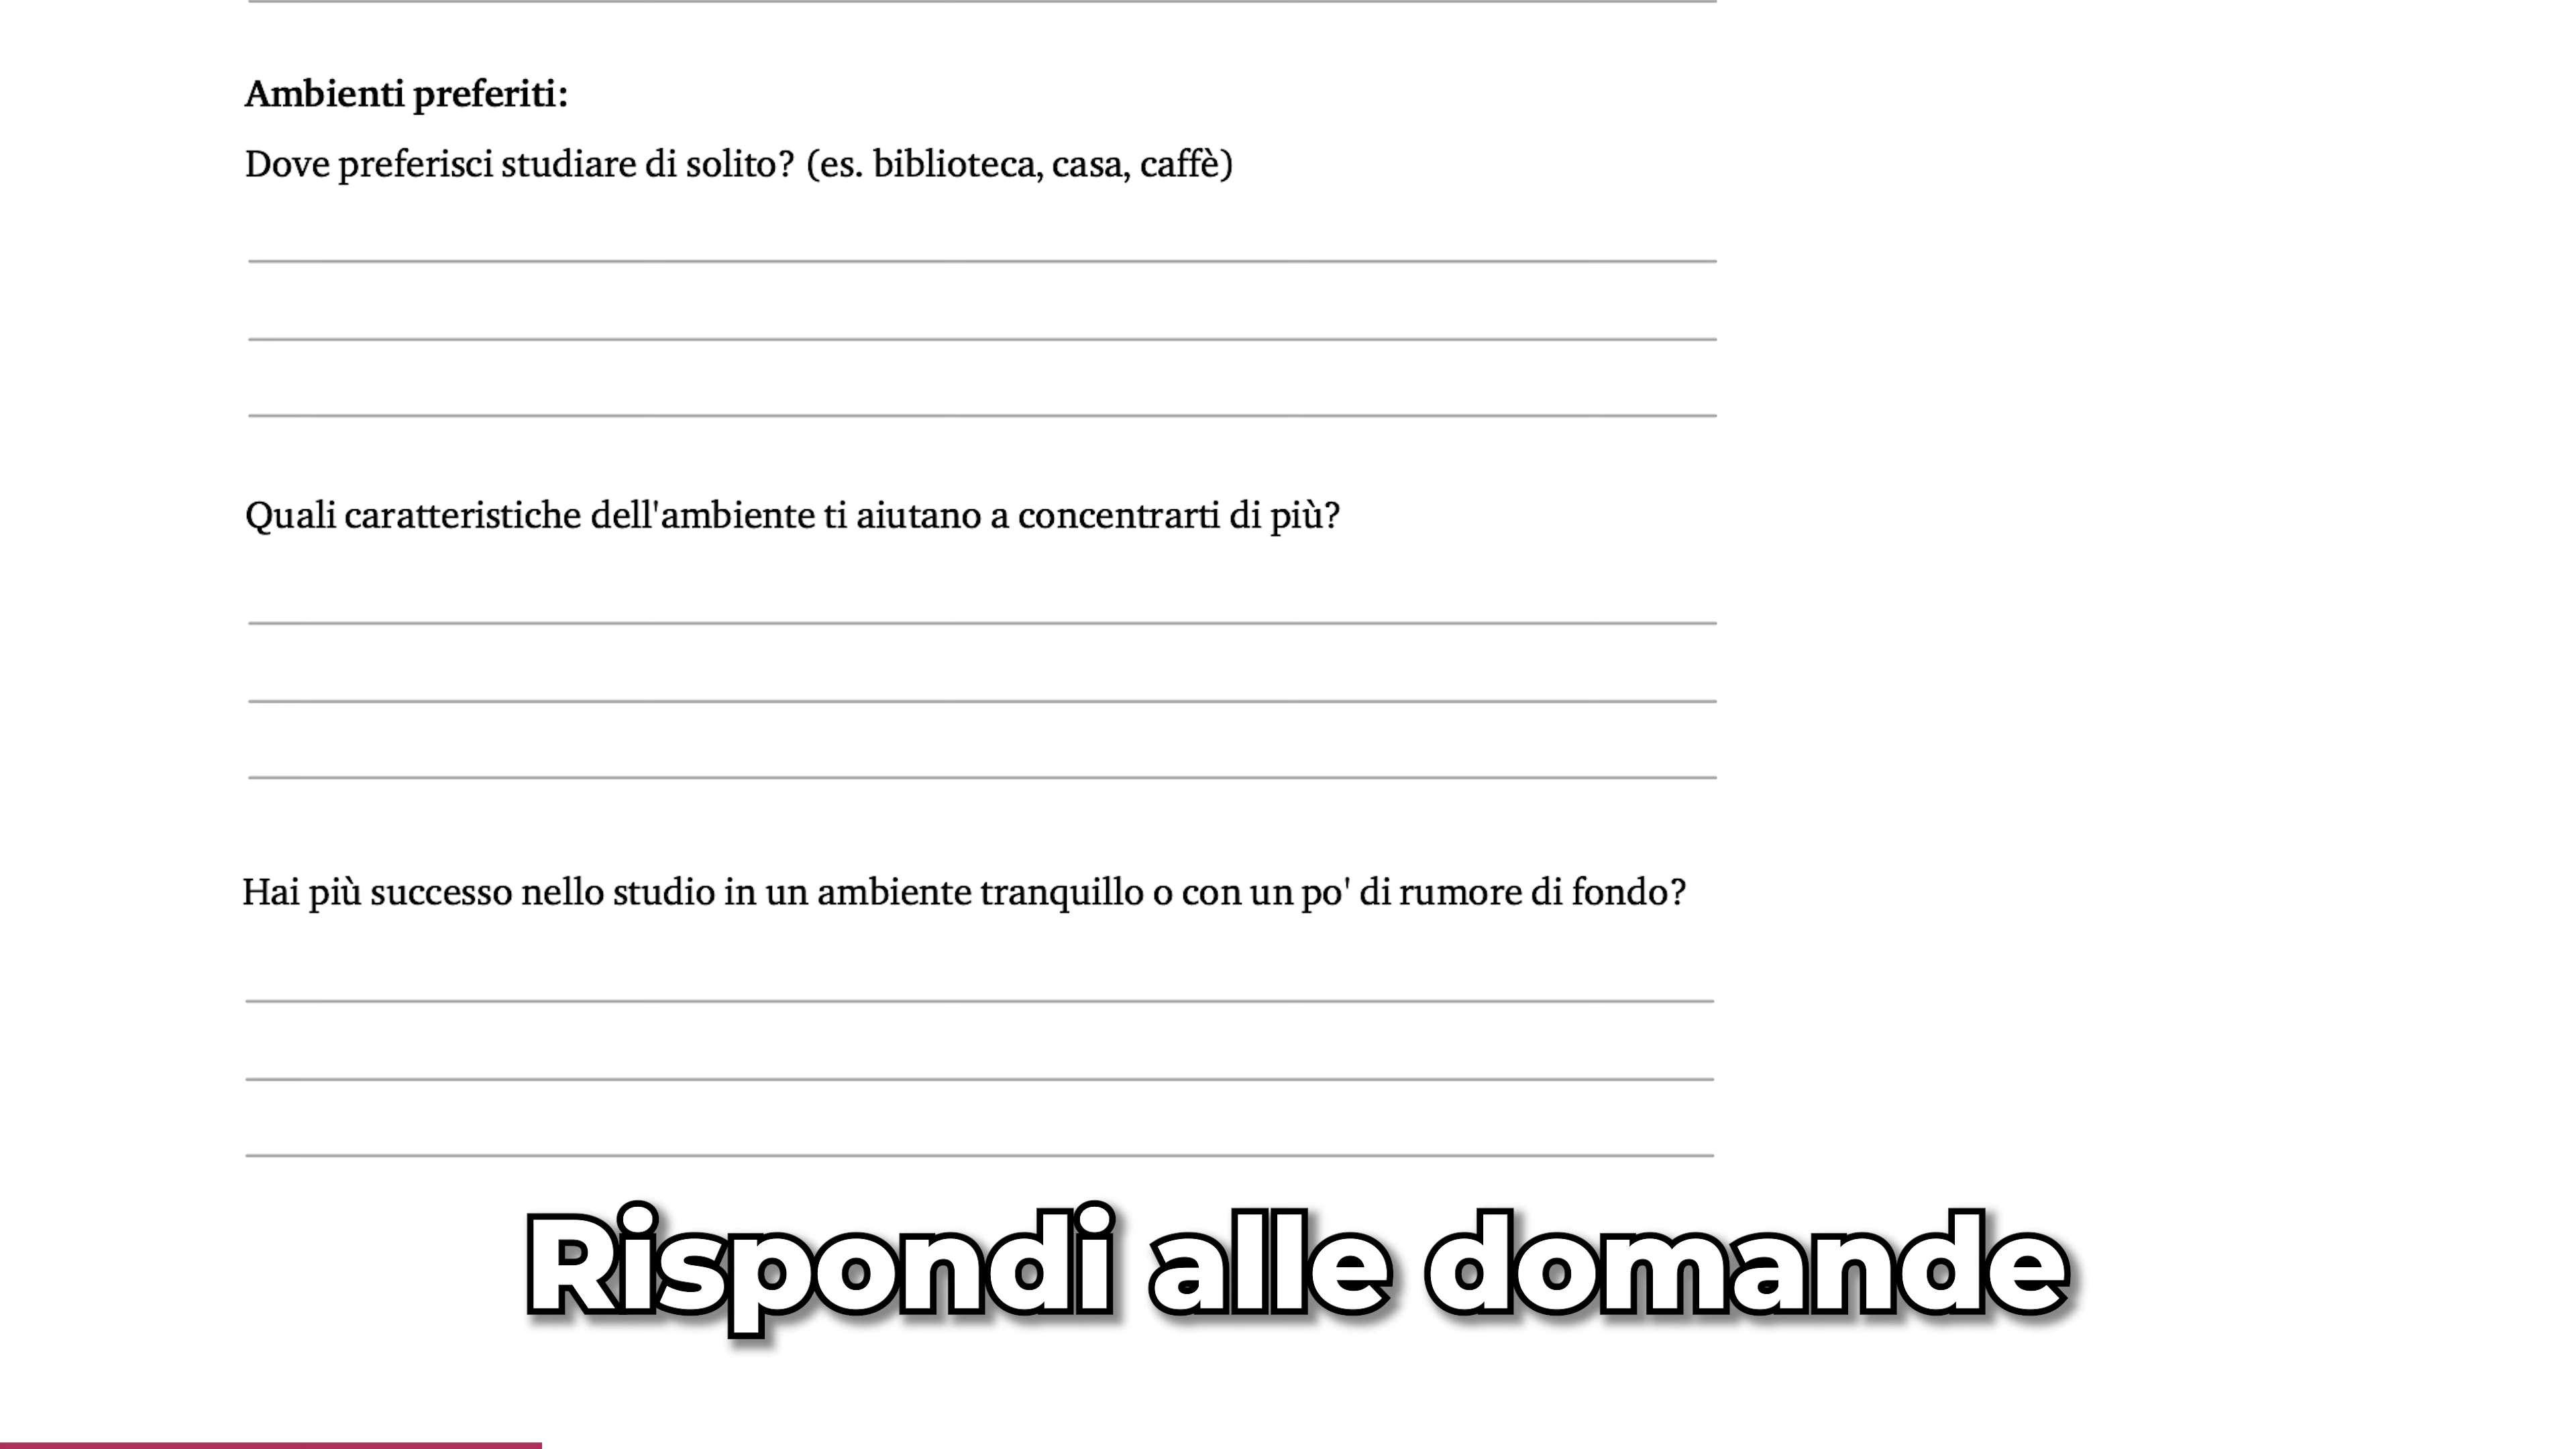 Ambienti preferiti:
Dove preferisci studiare di solito? (es. biblioteca, casa, caffè)
Quali caratteristiche dell'ambiente ti aiutano a concentrarti di più?
Hai più successo nello studio in un ambiente tranquillo o con un po' di rumore di fondo?
Rispondi alle domande